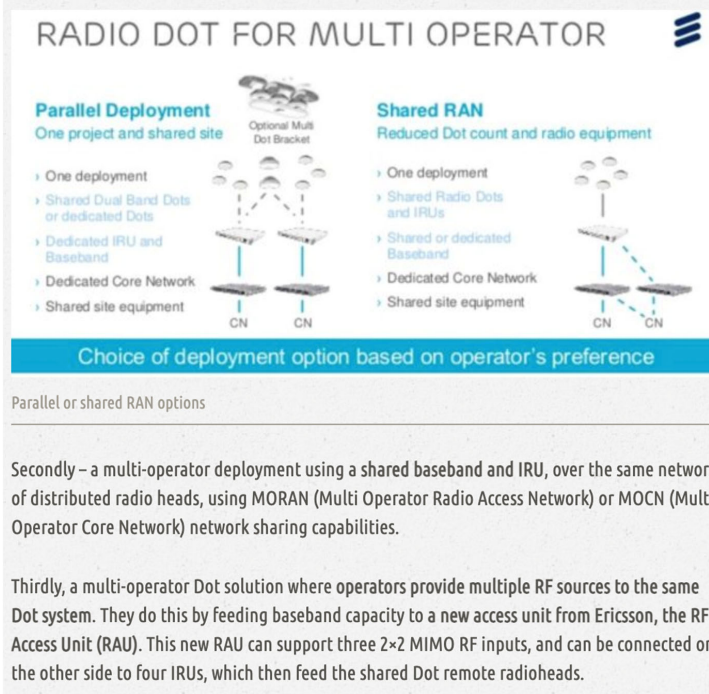 RADIO DOT FOR MULTI OPERATOR
Parallel Deployment
One project and shared site
Optional Multi
Dot Bracket
› One deployment
› Shared Dual Band Dots
or dedicated Dots
› Dedicated IRU and
Baseband
› Dedicated Core Network
› Shared site equipment
CN
CN
Shared RAN
Reduced Dot count and radio equipment
› One deployment
› Shared Radio Dots
and IRUs
› Shared or dedicated
Baseband
› Dedicated Core Network
› Shared site equipment
CN
CN
Choice of deployment option based on operator's preference
Parallel or shared RAN options
Secondly – a multi-operator deployment using a shared baseband and IRU, over the same networ
of distributed radio heads, using MORAN (Multi Operator Radio Access Network) or MOCN (Mult
Operator Core Network) network sharing capabilities.
Thirdly, a multi-operator Dot solution where operators provide multiple RF sources to the same
Dot system. They do this by feeding baseband capacity to a new access unit from Ericsson, the RF
Access Unit (RAU). This new RAU can support three 2×2 MIMO RF inputs, and can be connected or
the other side to four IRUs, which then feed the shared Dot remote radioheads.